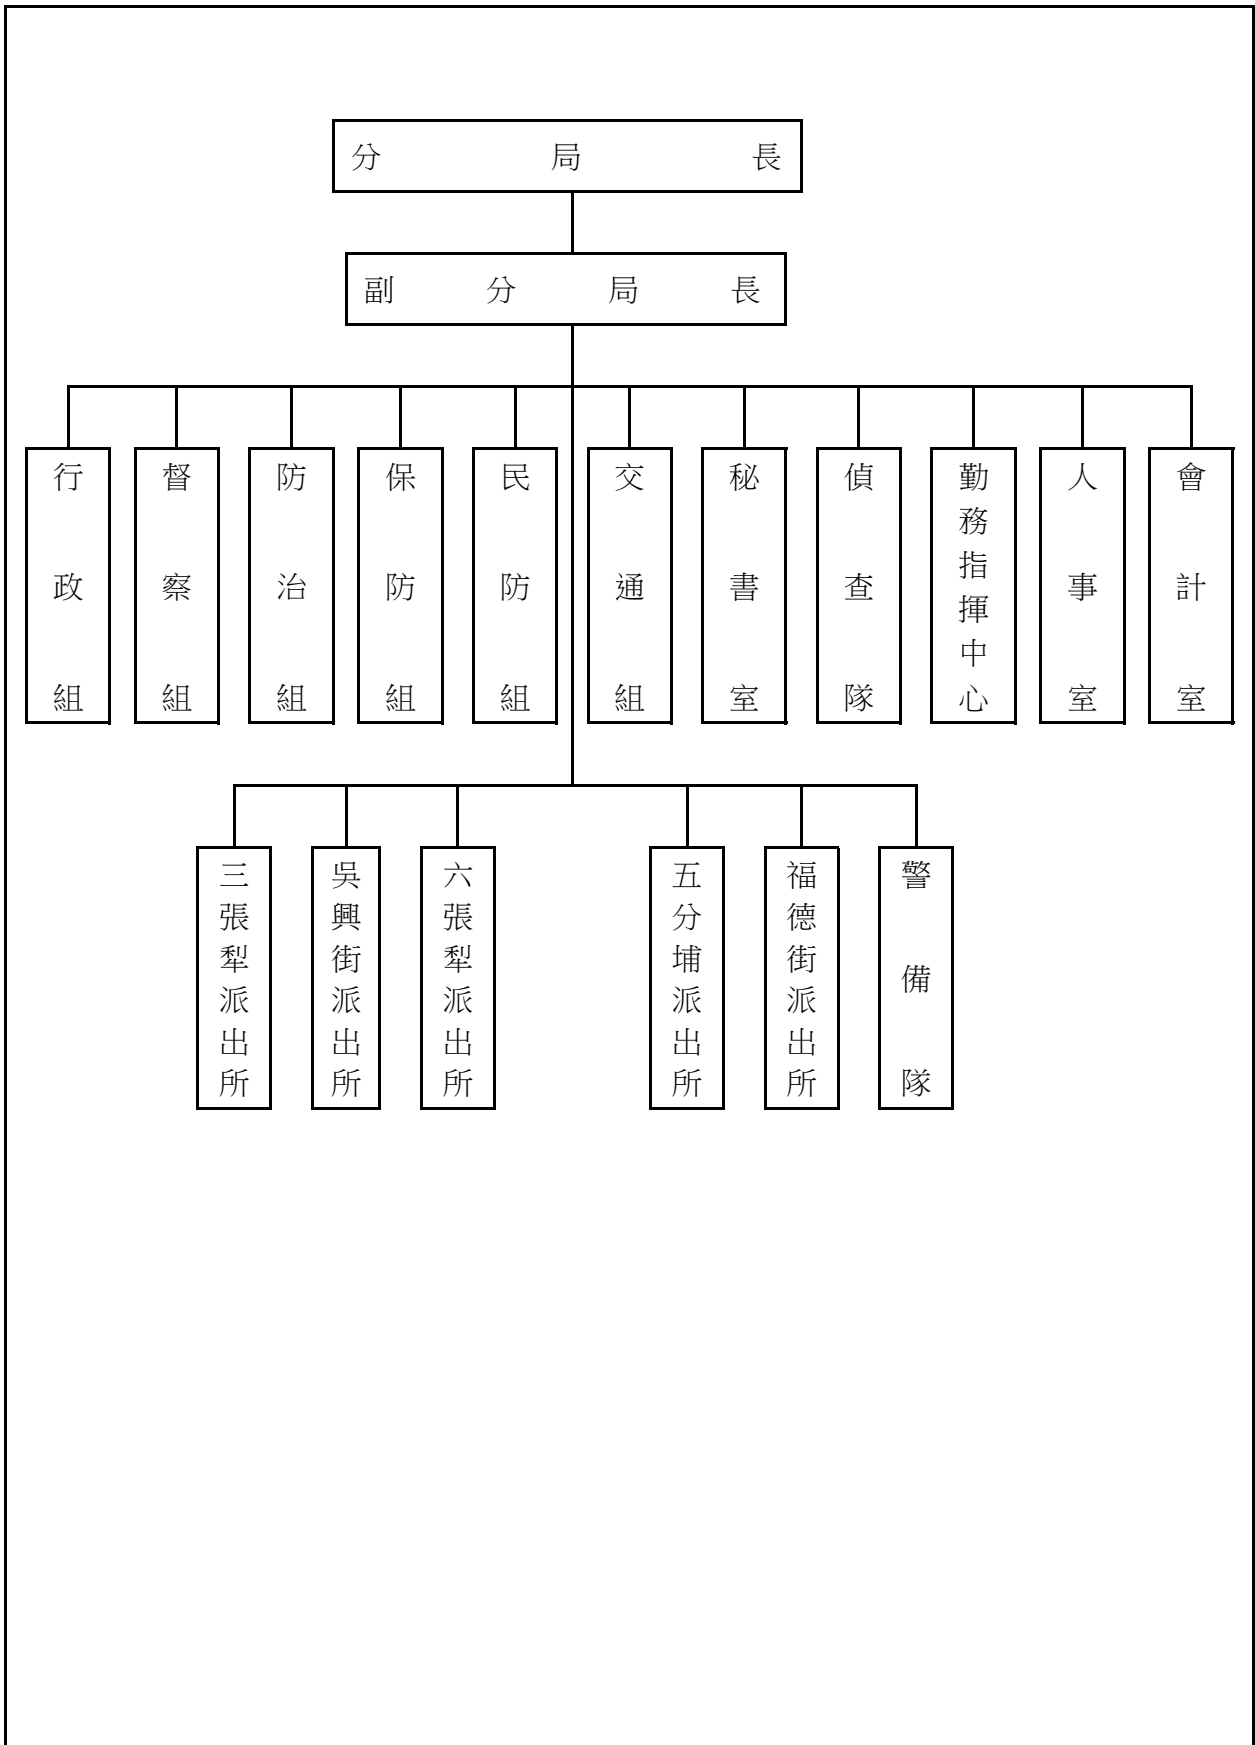 分局長
副分局長
行政組
督察組
防治組
保防組
民防組
交通組
秘書室
偵查隊
勤務指揮中心
人事室
會計室
三張犁派出所
吳興街派出所
六張犁派出所
五分埔派出所
福德街派出所
警備隊